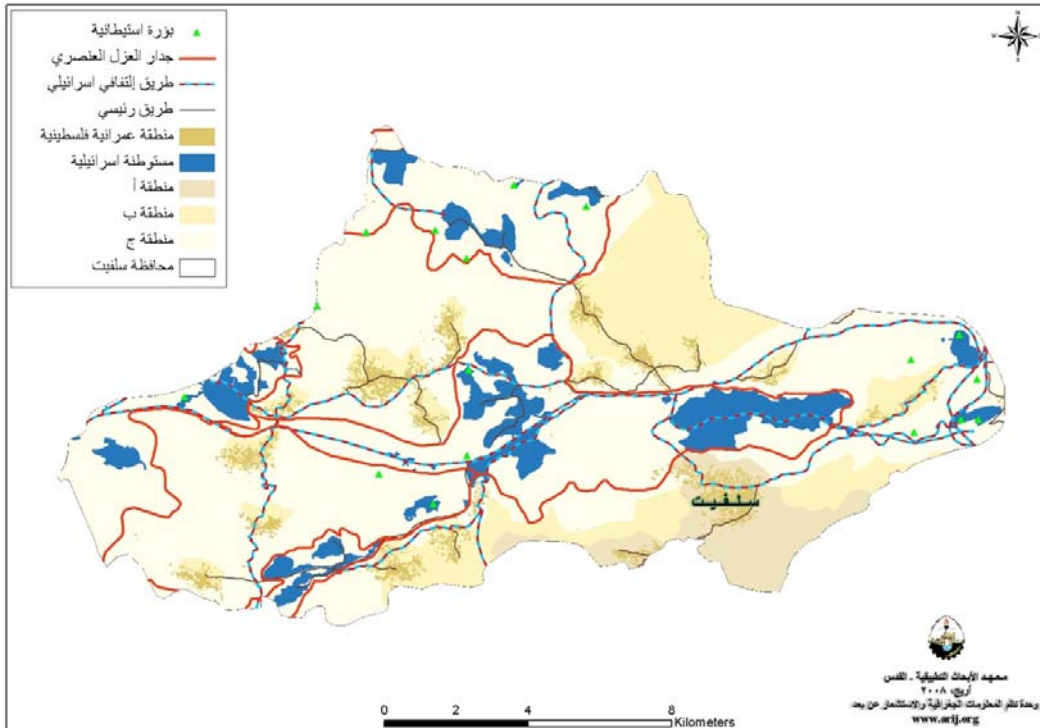 بؤرة استيطانية
جدار العزل العنصري
طريق إلتفافي اسرائيلي
طريق رئيسي
منطقة عمرانية فلسطينية
مستوطنة اسرائيلية
منطقة أ
منطقة ب
منطقة ج
محافظة سلفيت
سلفيت
معهد الأبحاث التطبيقية - القدس
أريج، ٢٠٠٨
وحدة نظم المعلومات الجغرافية والاستشعار عن بعد
www.arij.org
0 2 4 8
Kilometers